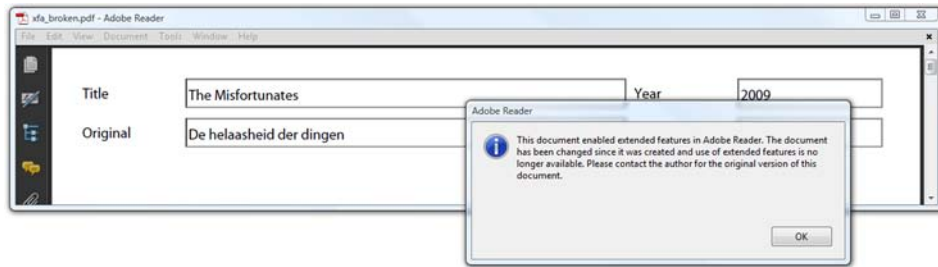 xfa_broken.pdf - Adobe Reader
File Edit View Document Tools Window Help
Title The Misfortunates Year 2009
Original De helaasheid der dingen
Adobe Reader
This document enabled extended features in Adobe Reader. The document
has been changed since it was created and use of extended features is no
longer available. Please contact the author for the original version of this
document.
OK